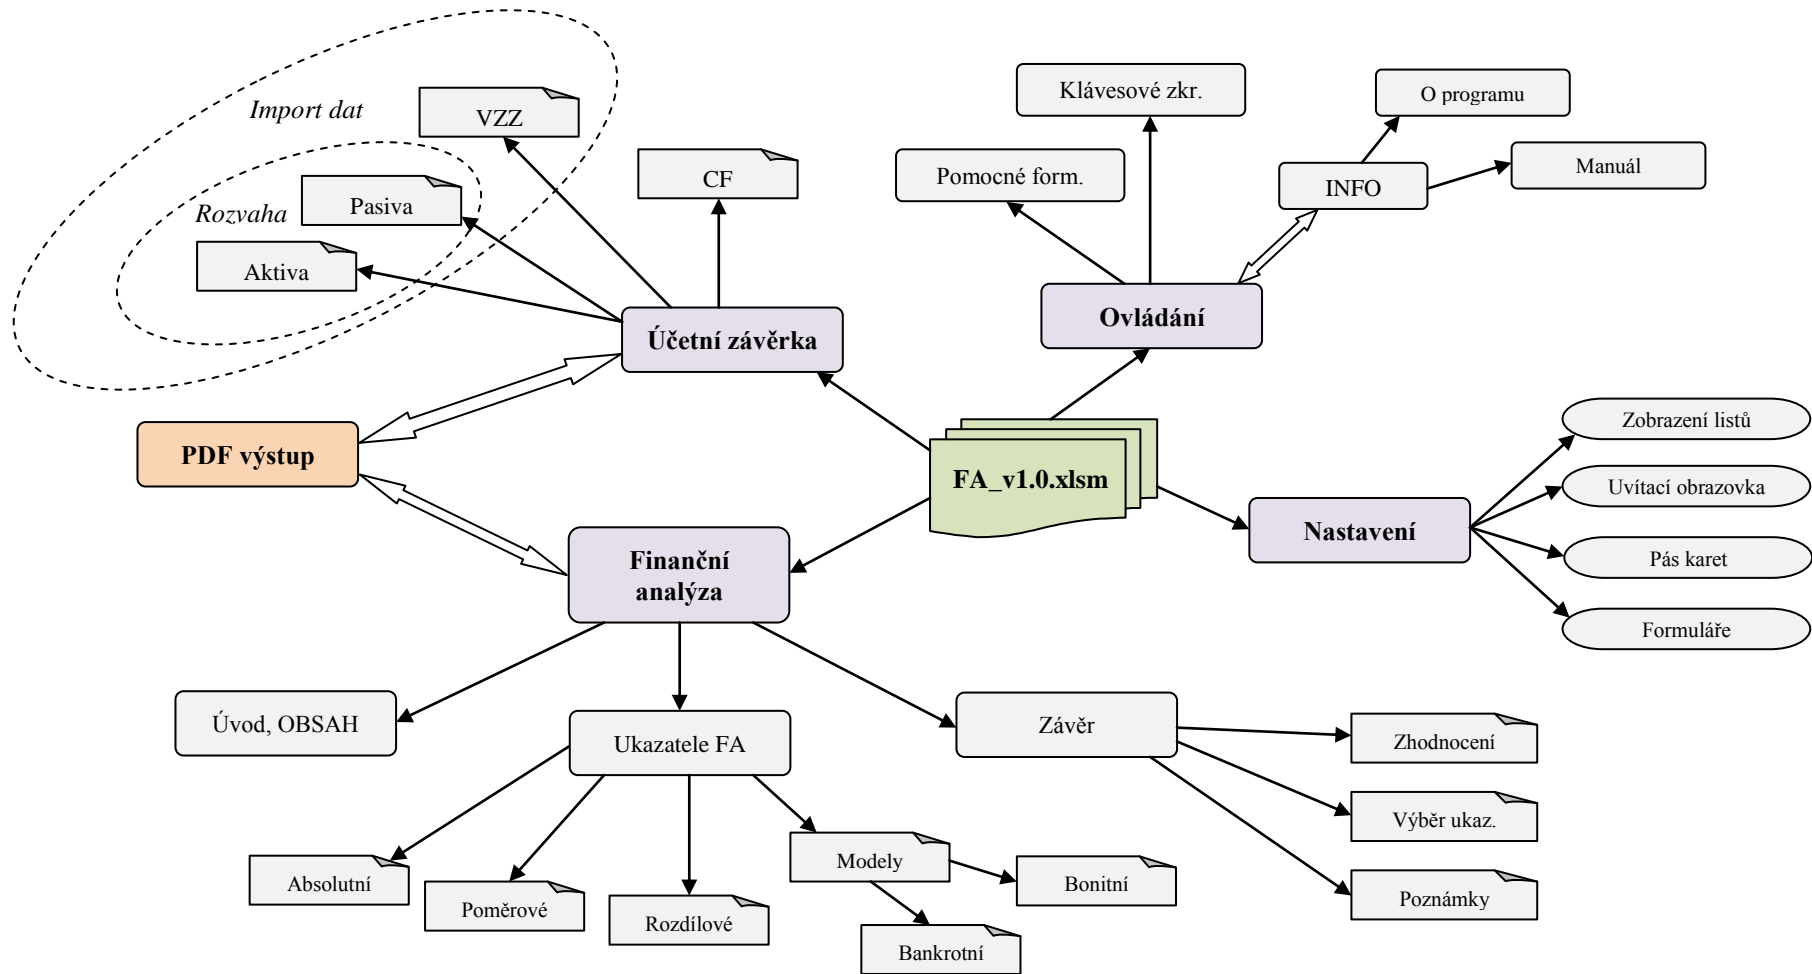 Import dat
VZZ
Rozvaha
Pasiva
Aktiva
CF
Účetní závěrka
Klávesové zkr.
Pomocné form.
O programu
INFO
Manuál
Ovládání
PDF výstup
FA_v1.0.xlsm
Nastavení
Zobrazení listů
Uvítací obrazovka
Pás karet
Formuláře
Finanční
analýza
Úvod, OBSAH
Ukazatele FA
Závěr
Zhodnocení
Výběr ukaz.
Poznámky
Absolutní
Poměrové
Rozdílové
Modely
Bonitní
Bankrotní